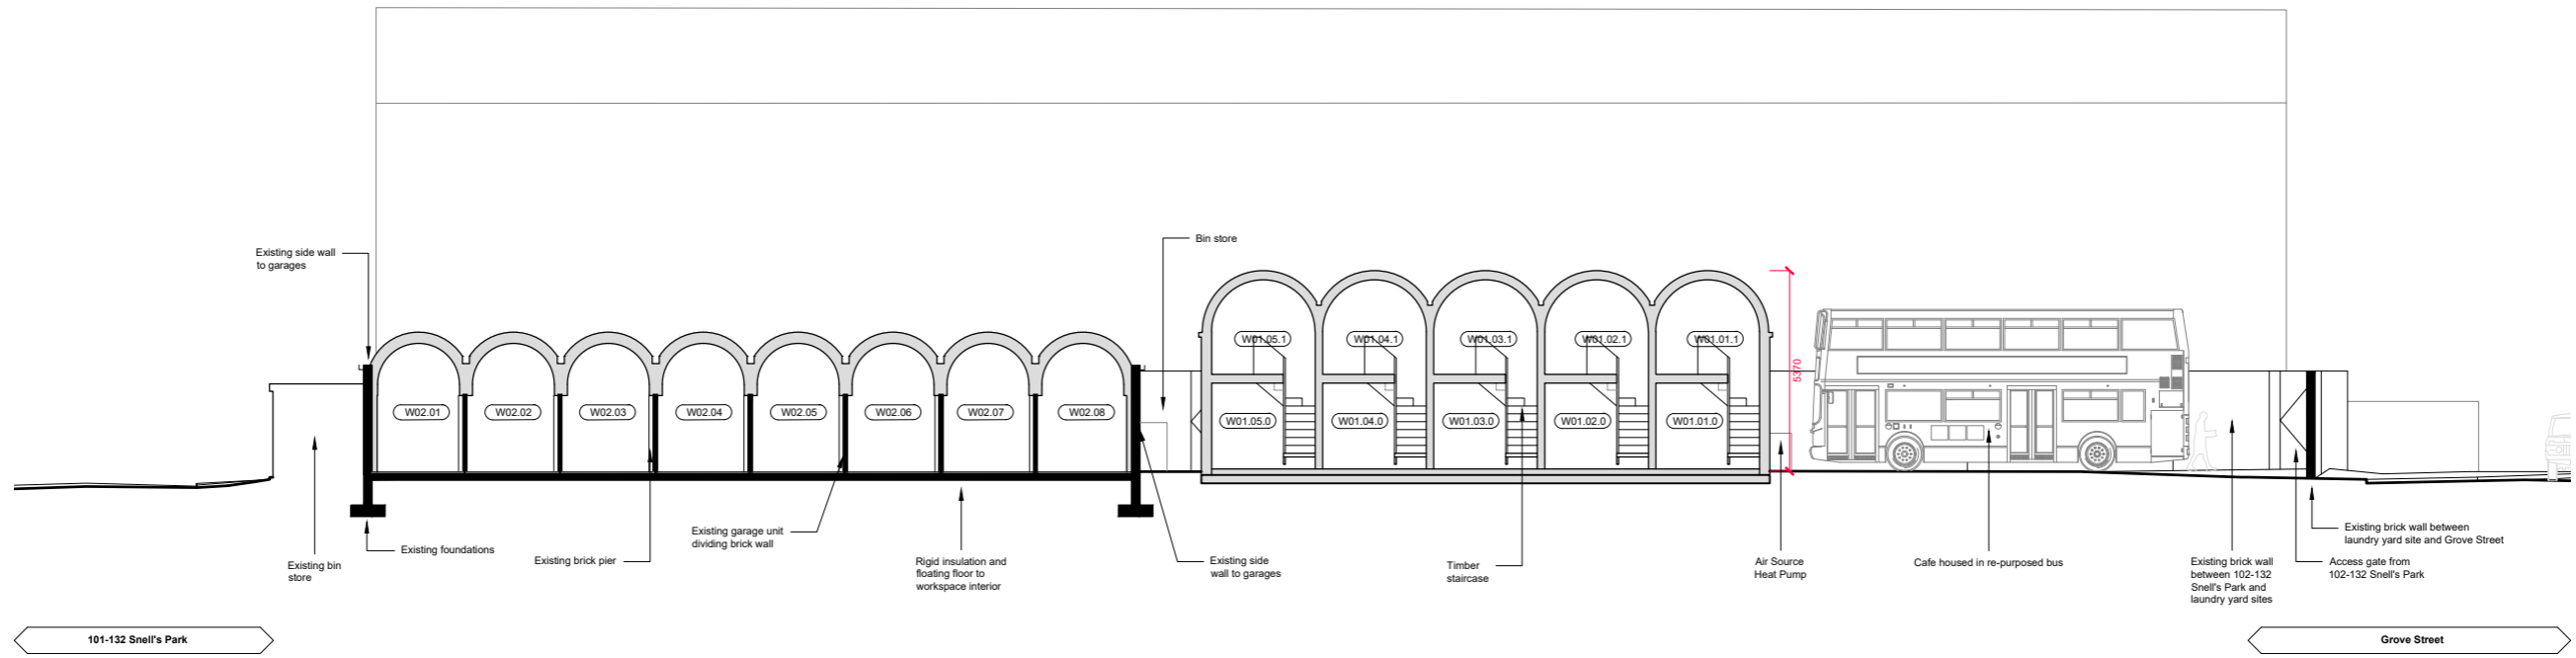 Existing side wall
to garages
Bin store
W01.05.1
W01.04.1
W01.03.1
W01.02.1
W01.01.1
5370
W02.01
W02.02
W02.03
W02.04
W02.05
W02.06
W02.07
W02.08
W01.05.0
W01.04.0
W01.03.0
W01.02.0
W01.01.0
Existing bin
store
Existing foundations
Existing brick pier
Existing garage unit
dividing brick wall
Rigid insulation and
floating floor to
workspace interior
Existing side
wall to garages
Timber
staircase
Air Source
Heat Pump
Cafe housed in re-purposed bus
Existing brick wall
between 102-132
Snell's Park and
laundry yard sites
Existing brick wall between
laundry yard site and Grove Street
Access gate from
102-132 Snell's Park
101-132 Snell's Park
Grove Street